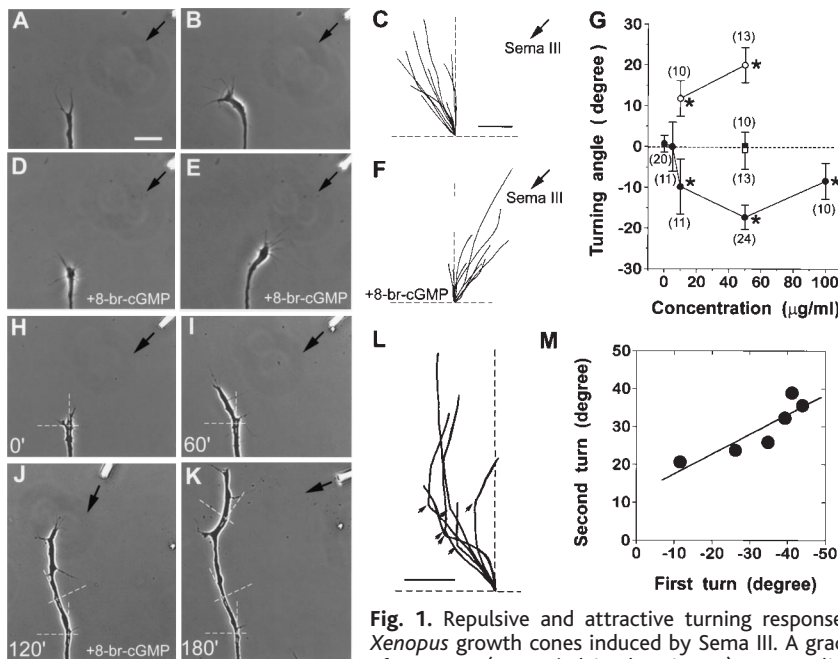 A
B
C
Sema III
D
+8-br-cGMP
E
+8-br-cGMP
F
Sema III
+8-br-cGMP
G
Turning angle (degree)
30
20
10
0
-10
-20
-30
(10)
(13)
(10)
(20)
(11)
(13)
(11)
(24)
(10)
*
*
*
*
*
0 20 40 60 80 100
Concentration (μg/ml)
H
0'
I
60'
J
120'
+8-br-cGMP
K
180'
L
M
Second turn (degree)
50
40
30
20
10
0
-10 -20 -30 -40 -50
First turn (degree)
Fig. 1. Repulsive and attractive turning response
Xenopus growth cones induced by Sema III. A grad